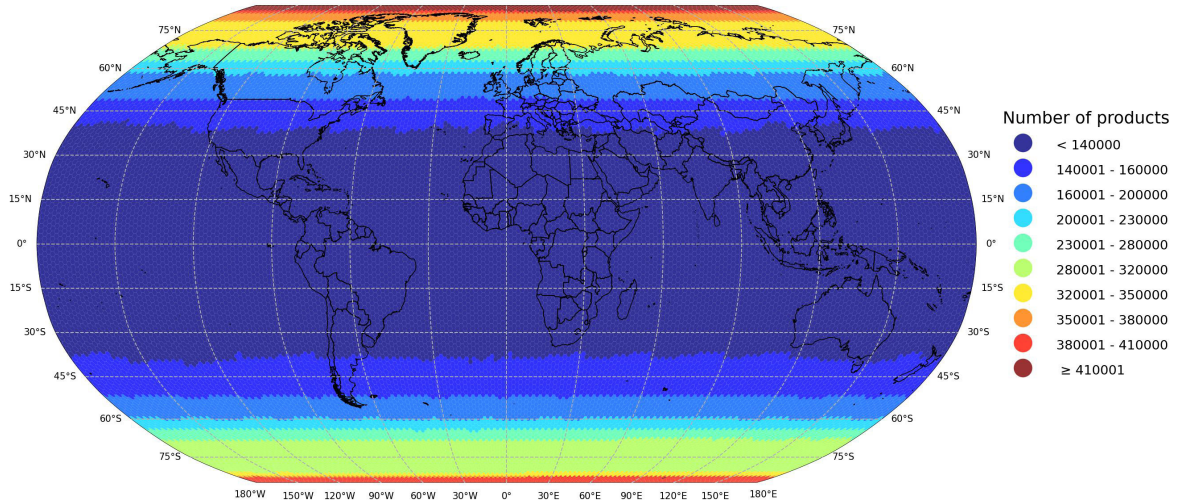 75°N
75°N
60°N
60°N
45°N
45°N
30°N
30°N
15°N
15°N
0°
0°
15°S
15°S
30°S
30°S
45°S
45°S
60°S
60°S
75°S
75°S
180°W 150°W 120°W 90°W 60°W 30°W 0° 30°E 60°E 90°E 120°E 150°E 180°E
Number of products
< 140000
140001 - 160000
160001 - 200000
200001 - 230000
230001 - 280000
280001 - 320000
320001 - 350000
350001 - 380000
380001 - 410000
≥ 410001